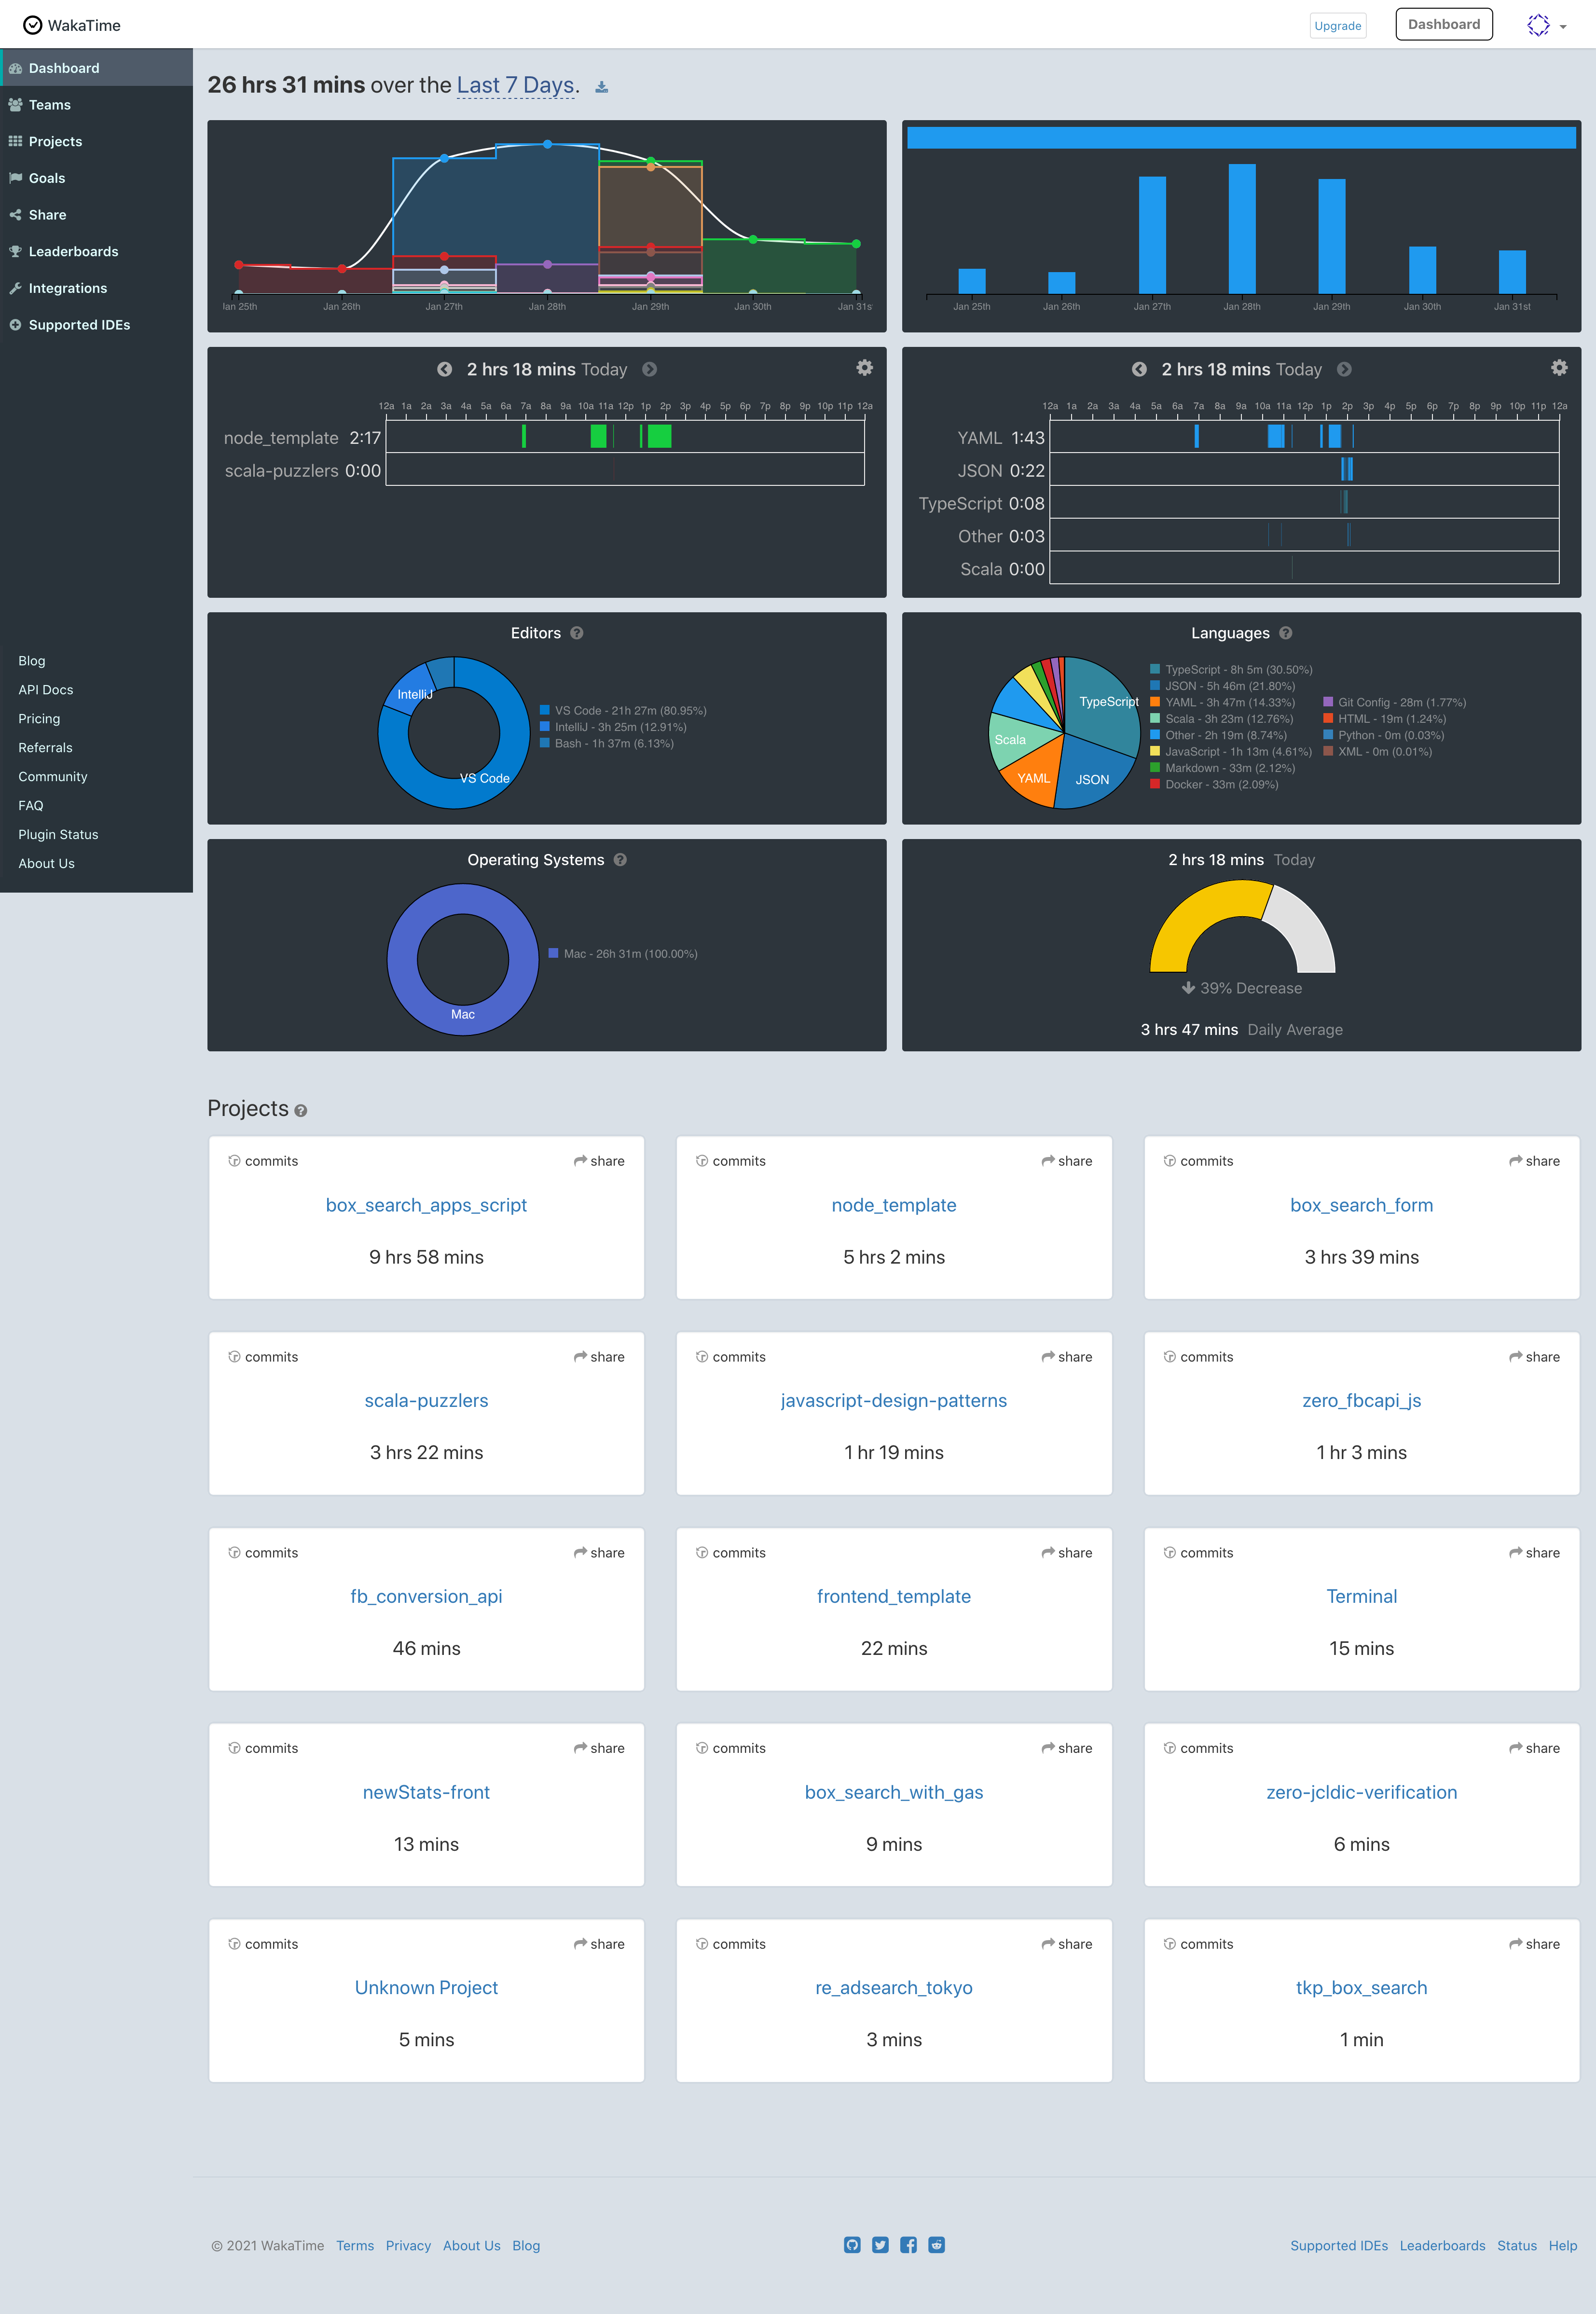 WakaTime
Upgrade
Dashboard
Dashboard
Teams
Projects
Goals
Share
Leaderboards
Integrations
Supported IDEs
Blog
API Docs
Pricing
Referrals
Community
FAQ
Plugin Status
About Us
26 hrs 31 mins over the Last 7 Days.
Jan 25th Jan 26th Jan 27th Jan 28th Jan 29th Jan 30th Jan 31st
Jan 25th Jan 26th Jan 27th Jan 28th Jan 29th Jan 30th Jan 31st
2 hrs 18 mins Today
12a 1a 2a 3a 4a 5a 6a 7a 8a 9a 10a 11a 12p 1p 2p 3p 4p 5p 6p 7p 8p 9p 10p 11p 12a
node_template 2:17
scala-puzzlers 0:00
2 hrs 18 mins Today
12a 1a 2a 3a 4a 5a 6a 7a 8a 9a 10a 11a 12p 1p 2p 3p 4p 5p 6p 7p 8p 9p 10p 11p 12a
YAML 1:43
JSON 0:22
TypeScript 0:08
Other 0:03
Scala 0:00
Editors
IntelliJ
VS Code
VS Code - 21h 27m (80.95%)
IntelliJ - 3h 25m (12.91%)
Bash - 1h 37m (6.13%)
Languages
TypeScript
Scala
YAML
JSON
TypeScript - 8h 5m (30.50%)
JSON - 5h 46m (21.80%)
YAML - 3h 47m (14.33%)
Scala - 3h 23m (12.76%)
Other - 2h 19m (8.74%)
JavaScript - 1h 13m (4.61%)
Markdown - 33m (2.12%)
Docker - 33m (2.09%)
Git Config - 28m (1.77%)
HTML - 19m (1.24%)
Python - 0m (0.03%)
XML - 0m (0.01%)
Operating Systems
Mac
Mac - 26h 31m (100.00%)
2 hrs 18 mins Today
39% Decrease
3 hrs 47 mins Daily Average
Projects
commits share
box_search_apps_script
9 hrs 58 mins
commits share
node_template
5 hrs 2 mins
commits share
box_search_form
3 hrs 39 mins
commits share
scala-puzzlers
3 hrs 22 mins
commits share
javascript-design-patterns
1 hr 19 mins
commits share
zero_fbcapi_js
1 hr 3 mins
commits share
fb_conversion_api
46 mins
commits share
frontend_template
22 mins
commits share
Terminal
15 mins
commits share
newStats-front
13 mins
commits share
box_search_with_gas
9 mins
commits share
zero-jcldic-verification
6 mins
commits share
Unknown Project
5 mins
commits share
re_adsearch_tokyo
3 mins
commits share
tkp_box_search
1 min
© 2021 WakaTime Terms Privacy About Us Blog
Supported IDEs Leaderboards Status Help